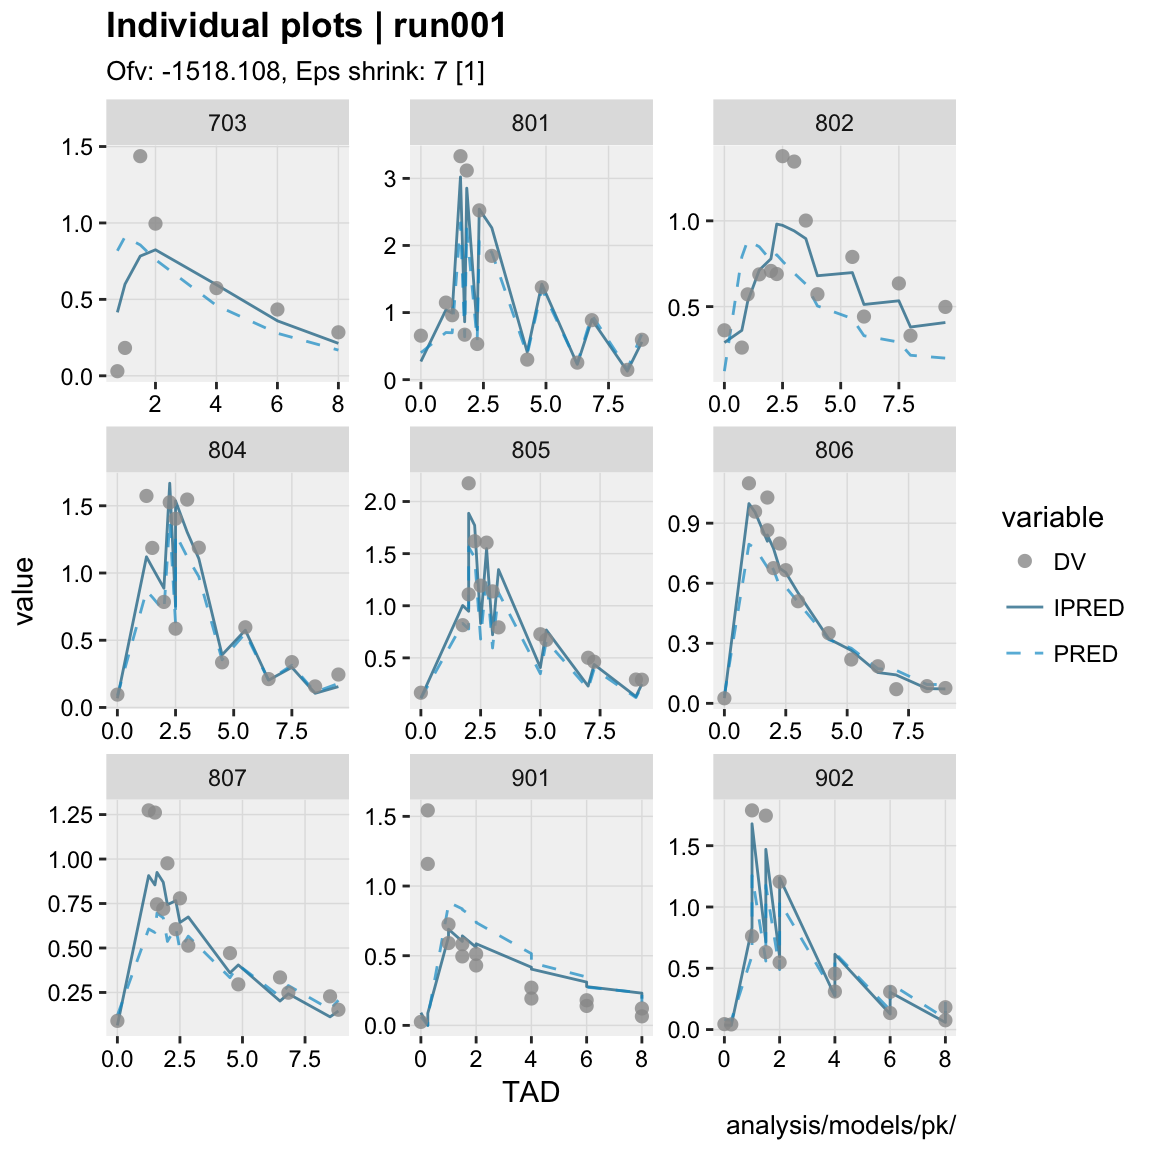 Individual plots | run001
Ofv: -1518.108, Eps shrink: 7 [1]
703 801 802
1.5
1.0
0.5
0.0
2 4 6 8
3
2
1
0
0.0 2.5 5.0 7.5
1.0
0.5
0.0 2.5 5.0 7.5
804 805 806
1.5
1.0
0.5
0.0
0.0 2.5 5.0 7.5
2.0
1.5
1.0
0.5
0.0 2.5 5.0 7.5
0.9
0.6
0.3
0.0
0.0 2.5 5.0 7.5
807 901 902
1.25
1.00
0.75
0.50
0.25
0.0 2.5 5.0 7.5
1.5
1.0
0.5
0.0
0 2 4 6 8
1.5
1.0
0.5
0.0
0 2 4 6 8
value
TAD
variable
DV
IPRED
PRED
analysis/models/pk/